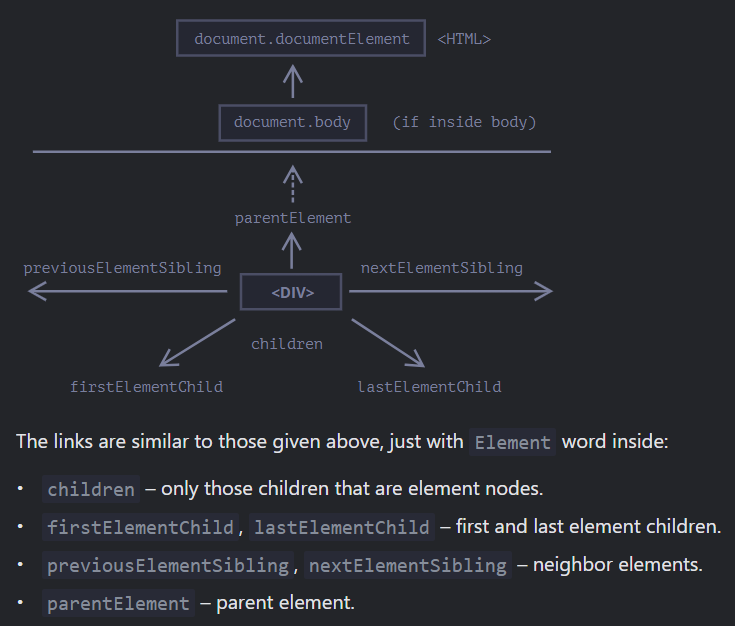 document.documentElement <HTML>
document.body (if inside body)
parentElement
previousElementSibling nextElementSibling
<DIV>
children
firstElementChild lastElementChild
The links are similar to those given above, just with Element word inside:
• children – only those children that are element nodes.
• firstElementChild, lastElementChild – first and last element children.
• previousElementSibling, nextElementSibling – neighbor elements.
• parentElement – parent element.